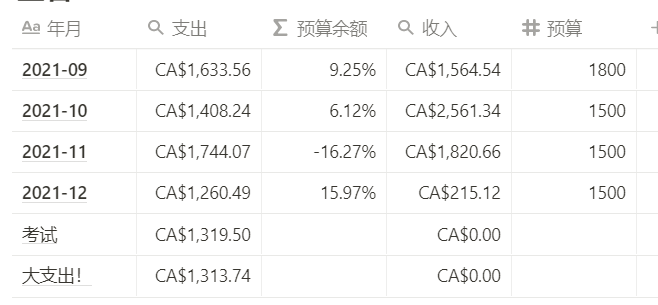 Aa 年月 支出 Σ 预算余额 收入 # 预算 +
2021-09 CA$1,633.56 9.25% CA$1,564.54 1800
2021-10 CA$1,408.24 6.12% CA$2,561.34 1500
2021-11 CA$1,744.07 -16.27% CA$1,820.66 1500
2021-12 CA$1,260.49 15.97% CA$215.12 1500
考试 CA$1,319.50 CA$0.00
大支出! CA$1,313.74 CA$0.00